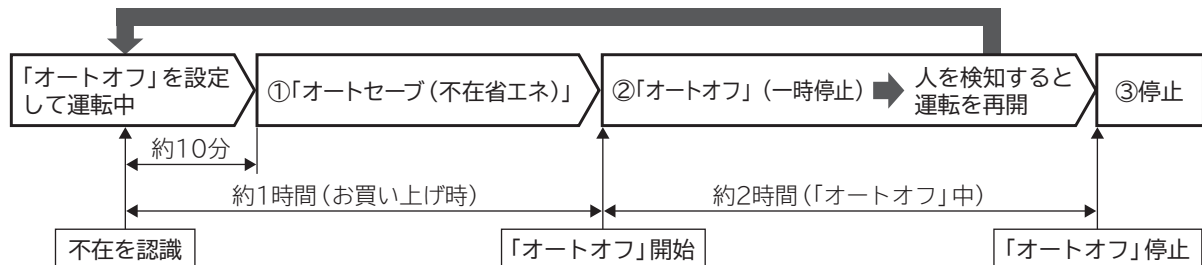 「オートオフ」を設定
して運転中
①「オートセーブ(不在省エネ)」
②「オートオフ」(一時停止)
人を検知すると
運転を再開
③停止
約10分
約1時間(お買い上げ時)
約2時間(「オートオフ」中)
不在を認識
「オートオフ」開始
「オートオフ」停止